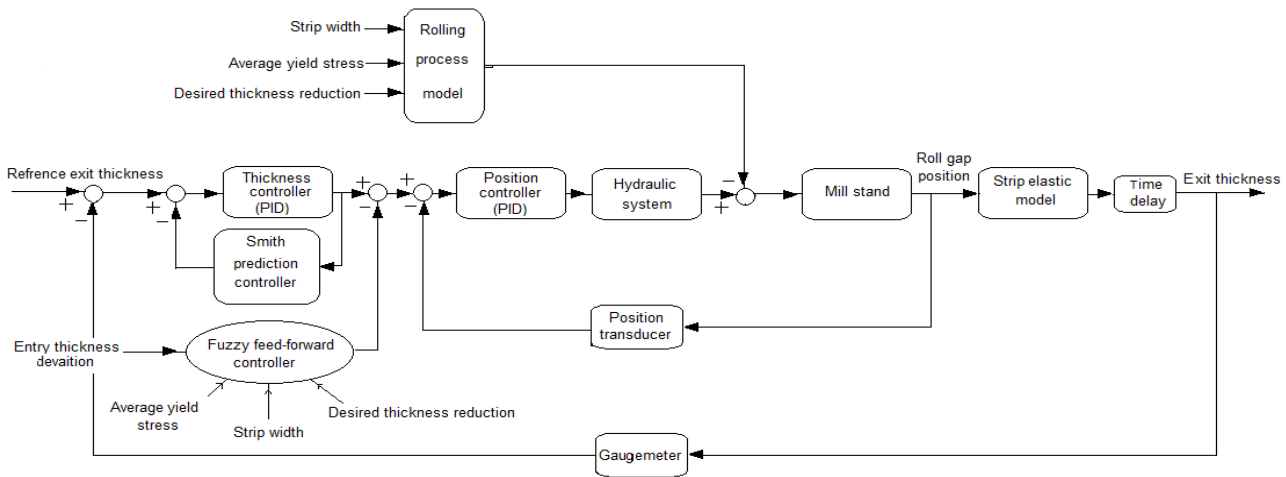 Strip width
Average yield stress
Desired thickness reduction
Rolling
process
model
Refrence exit thickness
+
−
+
−
Thickness
controller
(PID)
+
−
+
−
Position
controller
(PID)
Hydraulic
system
−
+
Mill stand
Roll gap
position
Strip elastic
model
Time
delay
Exit thickness
Smith
prediction
controller
Position
transducer
Entry thickness
devaition
Fuzzy feed-forward
controller
Average yield
stress
Strip width
Desired thickness reduction
Gaugemeter